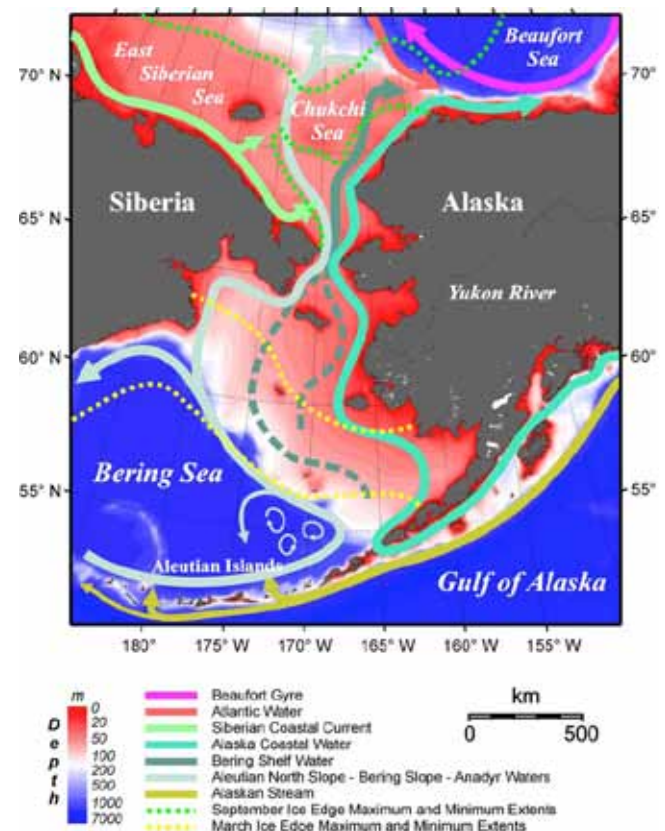 East
Siberian
Sea
Beaufort
Sea
70° N
70°
Chukchi
Sea
Siberia
Alaska
65° N
65°
Yukon River
60° N
60°
Bering Sea
55° N
55°
Aleutian Islands
Gulf of Alaska
180°
175° W
170° W
165° W
160° W
155° W
m
Depth
0
20
50
100
200
500
1000
7000
Beaufort Gyre
Atlantic Water
Siberian Coastal Current
Alaska Coastal Water
Bering Shelf Water
Aleutian North Slope - Bering Slope - Anadyr Waters
Alaskan Stream
September Ice Edge Maximum and Minimum Extents
March Ice Edge Maximum and Minimum Extents
km
0 500